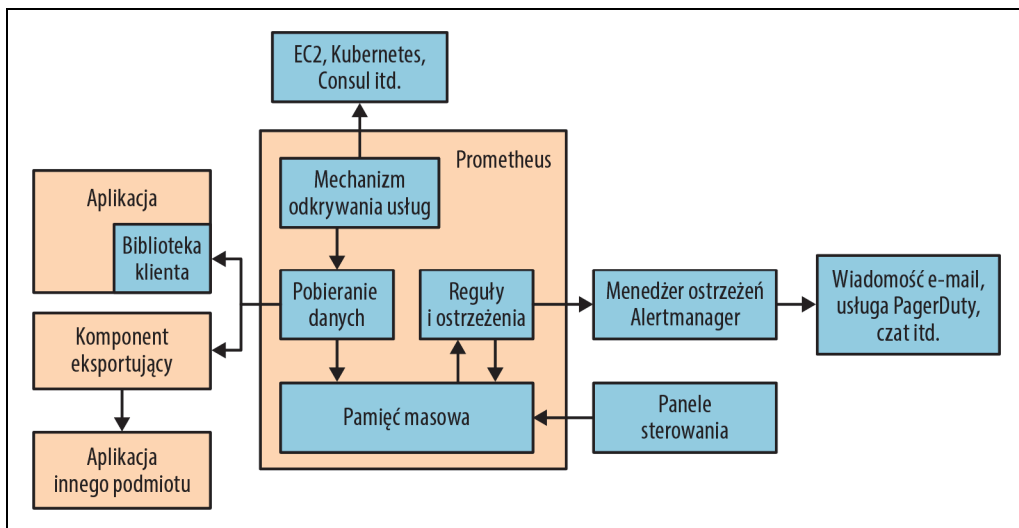 EC2, Kubernetes,
Consul itd.
Prometheus
Mechanizm
odkrywania usług
Aplikacja
Biblioteka
klienta
Pobieranie
danych
Reguły
i ostrzeżenia
Menedżer ostrzeżeń
Alertmanager
Wiadomość e-mail,
usługa PagerDuty,
czat itd.
Komponent
eksportujący
Pamięć masowa
Panele
sterowania
Aplikacja
innego podmiotu